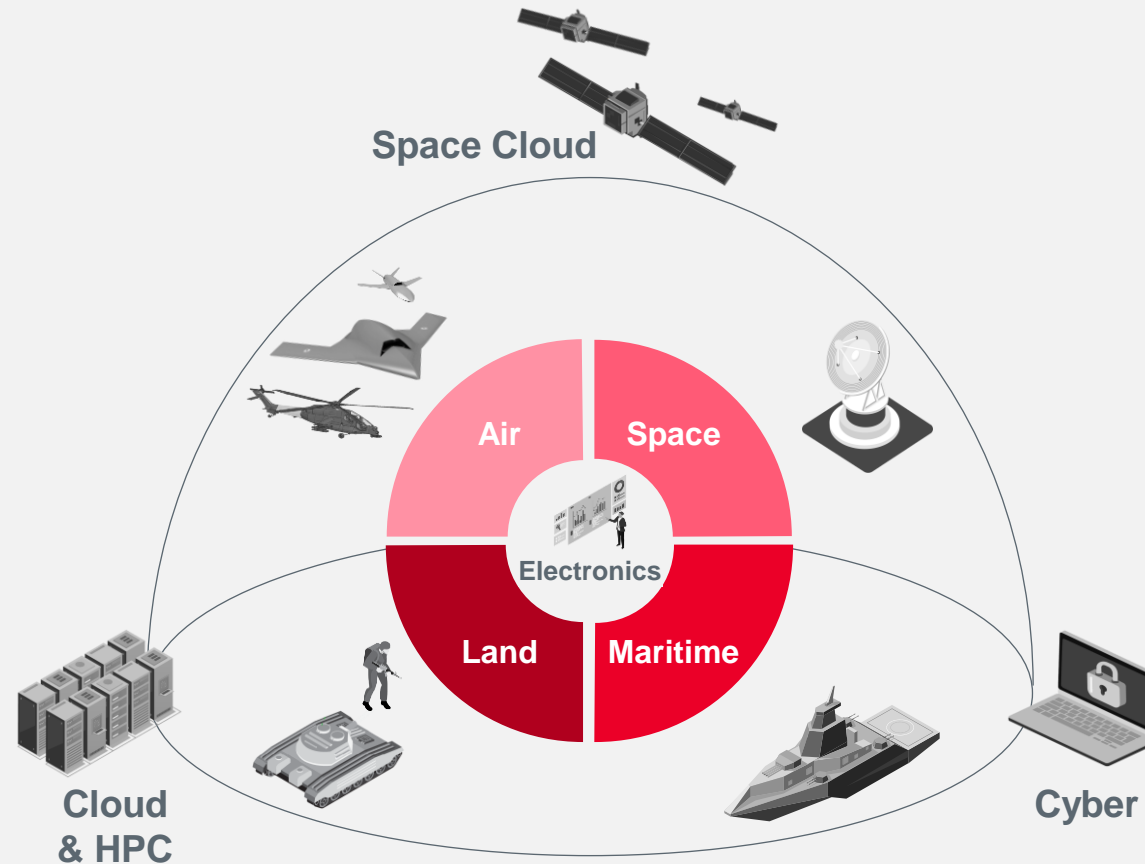 Space Cloud
Air
Space
Electronics
Land
Maritime
Cloud
& HPC
Cyber